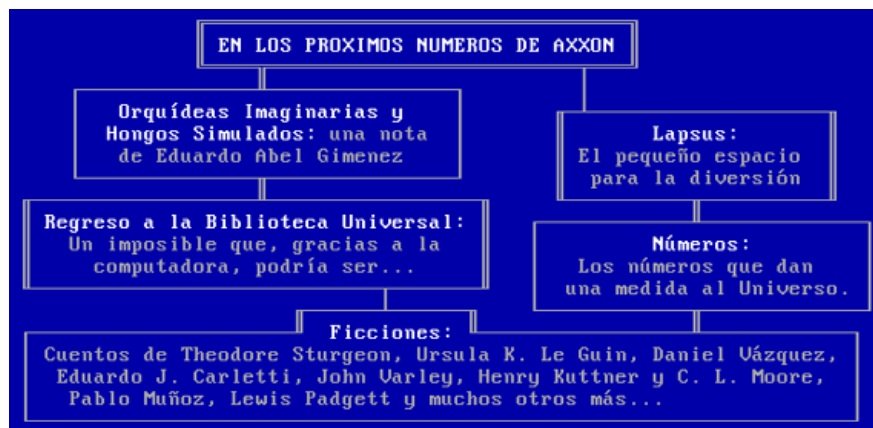 EN LOS PROXIMOS NUMEROS DE AXXON
Orquídeas Imaginarias y
Hongos Simulados: una nota
de Eduardo Abel Gimenez
Lapsus:
El pequeño espacio
para la diversión
Regreso a la Biblioteca Universal:
Un imposible que, gracias a la
computadora, podría ser...
Números:
Los números que dan
una medida al Universo.
Ficciones:
Cuentos de Theodore Sturgeon, Ursula K. Le Guin, Daniel Vázquez,
Eduardo J. Carletti, John Varley, Henry Kuttner y C. L. Moore,
Pablo Muñoz, Lewis Padgett y muchos otros más...